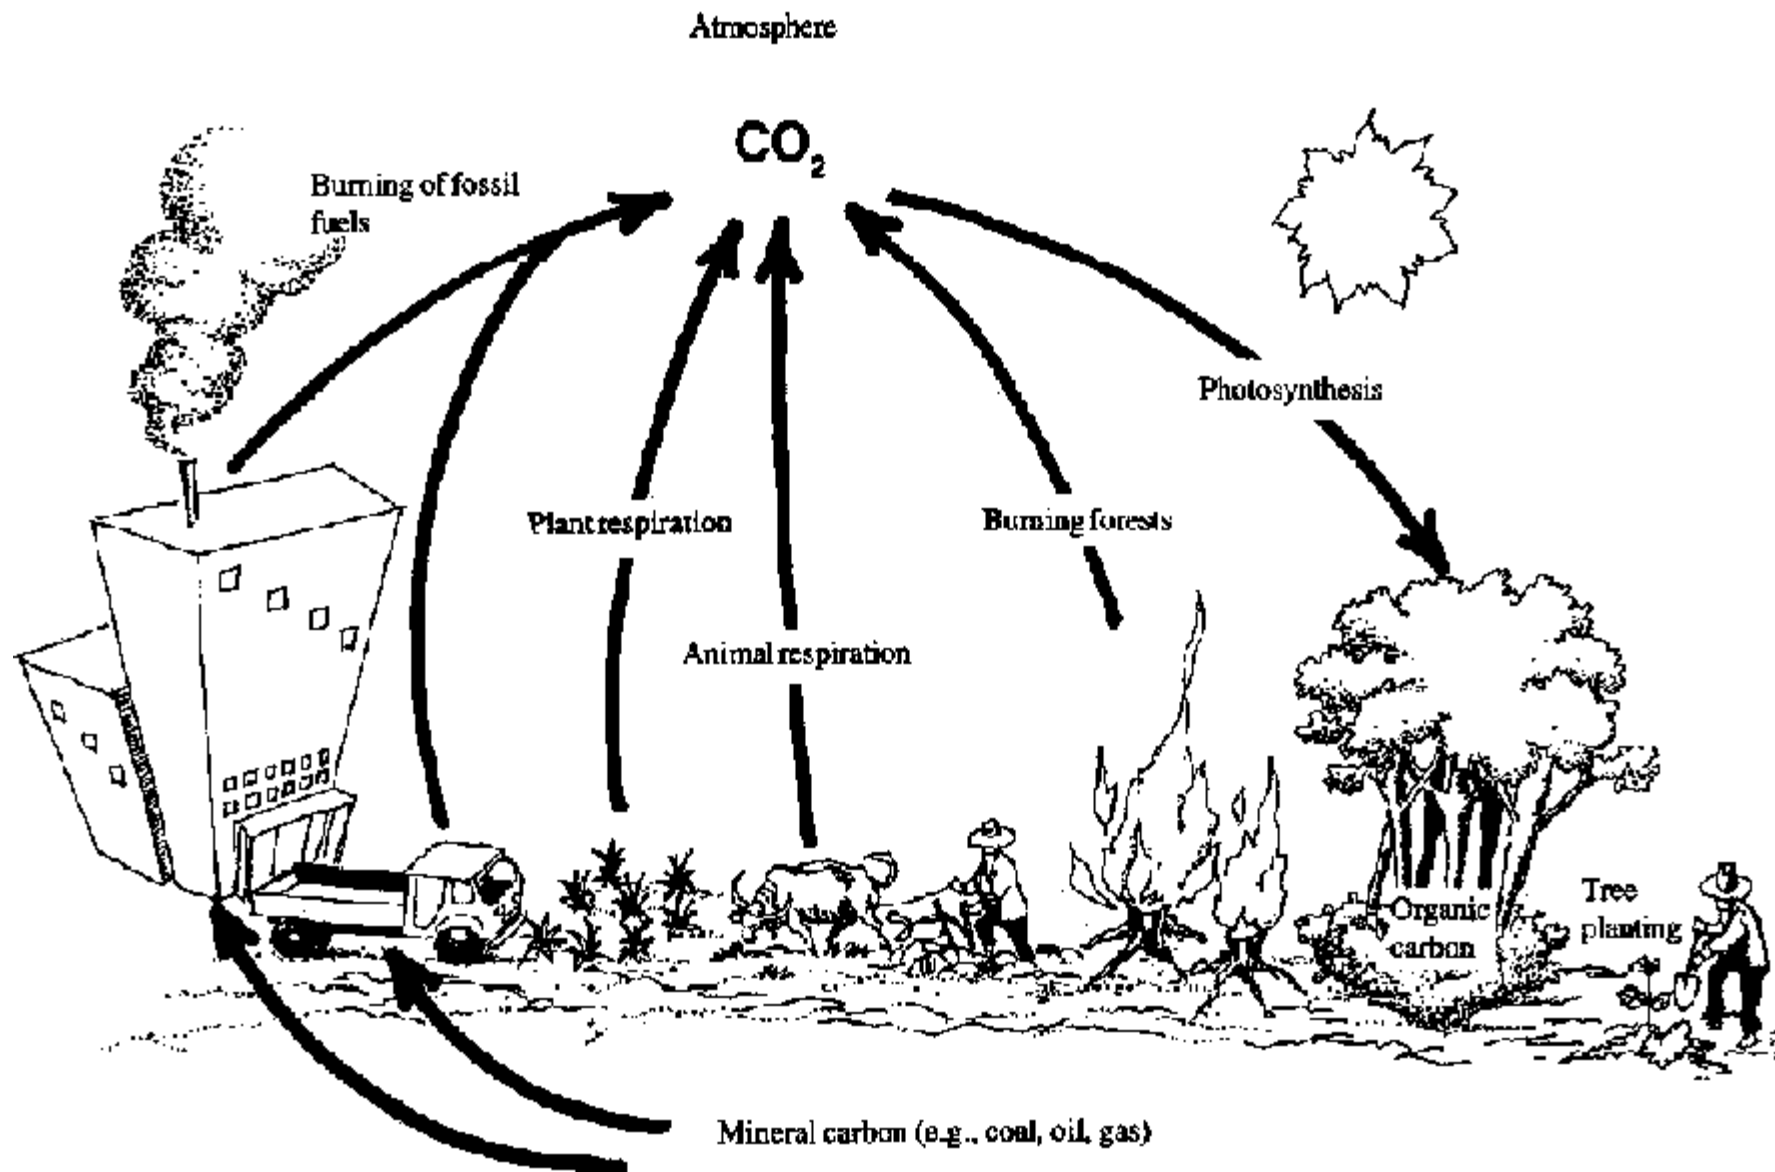 Atmosphere
CO₂
Burning of fossil
fuels
Photosynthesis
Plant respiration
Burning forests
Animal respiration
Organic
carbon
Tree
planting
Mineral carbon (e.g., coal, oil, gas)